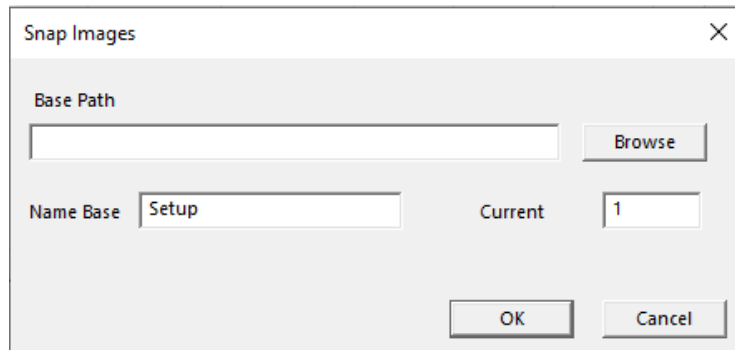 Snap Images
Base Path
Browse
Name Base Setup Current 1
OK Cancel